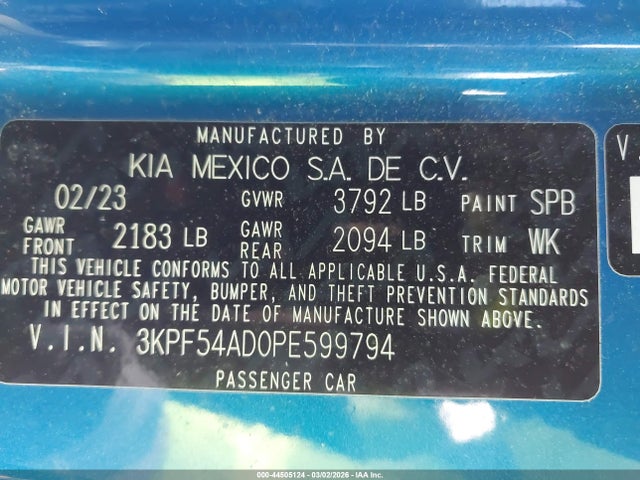 MANUFACTURED BY
KIA MEXICO S.A. DE C.V.
02/23 GVWR 3792 LB PAINT SPB
GAWR FRONT 2183 LB GAWR REAR 2094 LB TRIM WK
THIS VEHICLE CONFORMS TO ALL APPLICABLE U.S.A. FEDERAL
MOTOR VEHICLE SAFETY, BUMPER, AND THEFT PREVENTION STANDARDS
IN EFFECT ON THE DATE OF MANUFACTURE SHOWN ABOVE.
V.I.N. 3KPF54AD0PE599794
PASSENGER CAR
V.
000-44505124 - 03/02/2026 - IAA Inc.